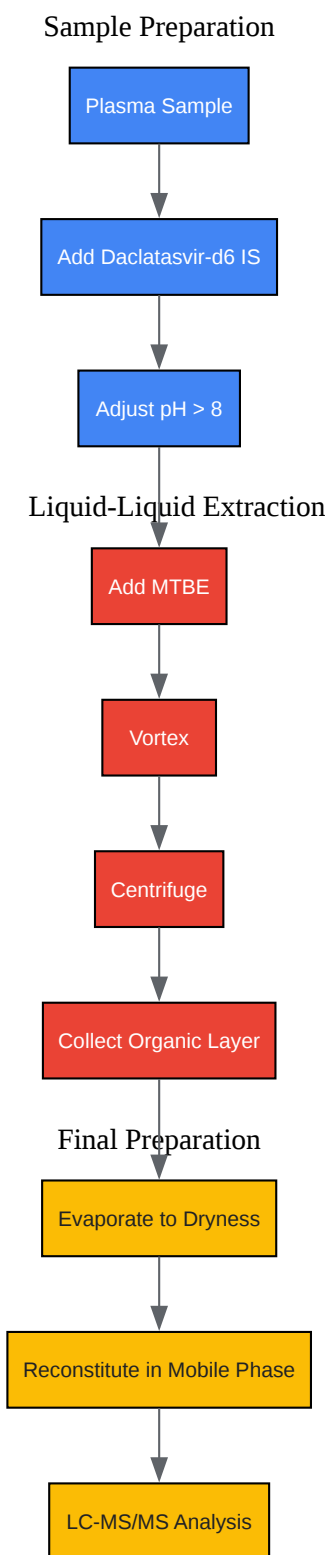 Sample Preparation
Plasma Sample
Add Daclatasvir-d6 IS
Adjust pH > 8
Liquid-Liquid Extraction
Add MTBE
Vortex
Centrifuge
Collect Organic Layer
Final Preparation
Evaporate to Dryness
Reconstitute in Mobile Phase
LC-MS/MS Analysis